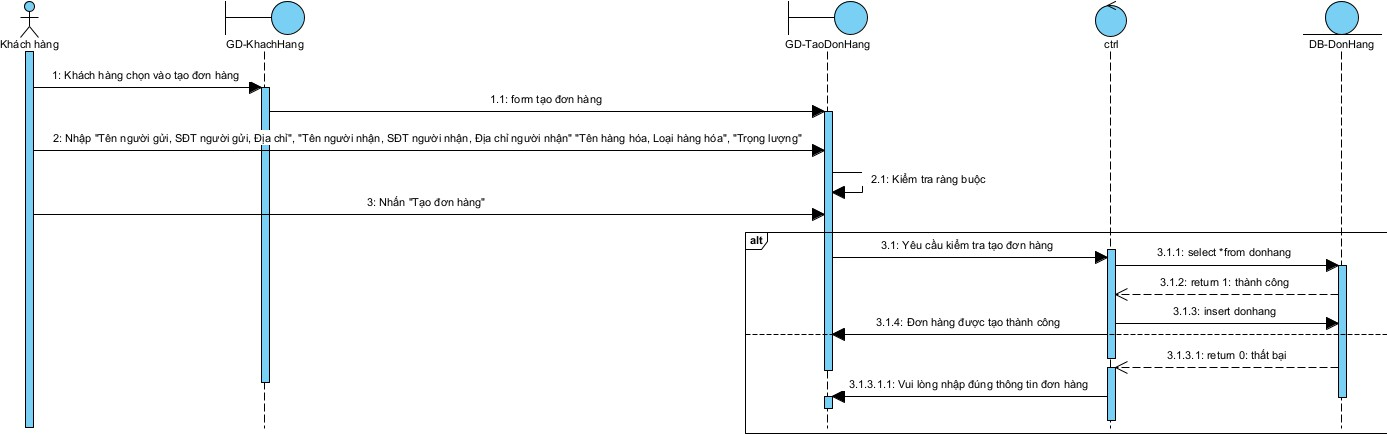 Khách hàng
GD-KhachHang
GD-TaoDonHang
ctrl
DB-DonHang
1: Khách hàng chọn vào tạo đơn hàng
1.1: form tạo đơn hàng
2: Nhập "Tên người gửi, SĐT người gửi, Địa chỉ", "Tên người nhận, SĐT người nhận, Địa chỉ người nhận" "Tên hàng hóa, Loại hàng hóa", "Trọng lượng"
2.1: Kiểm tra ràng buộc
3: Nhấn "Tạo đơn hàng"
alt
3.1: Yêu cầu kiểm tra tạo đơn hàng
3.1.1: select *from donhang
3.1.2: return 1: thành công
3.1.3: insert donhang
3.1.4: Đơn hàng được tạo thành công
3.1.3.1: return 0: thất bại
3.1.3.1.1: Vui lòng nhập đúng thông tin đơn hàng